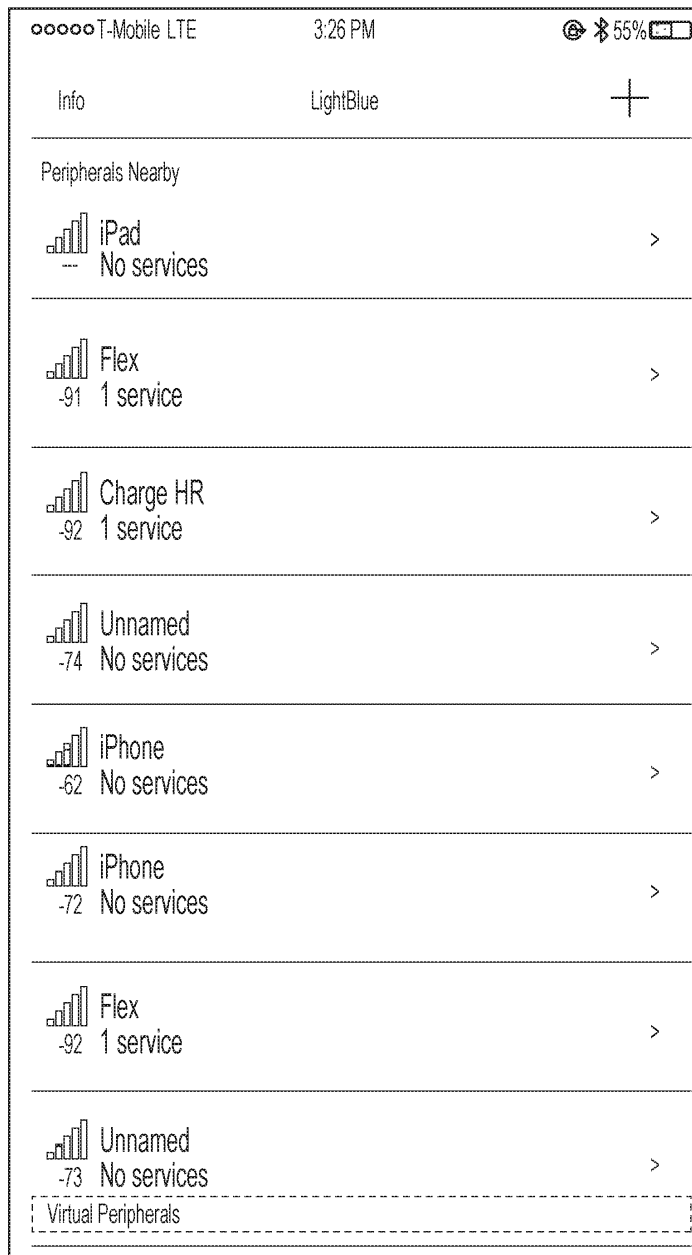 T-Mobile LTE 3:26 PM 55%
Info LightBlue +
Peripherals Nearby
iPad
--- No services
>
Flex
-91 1 service
>
Charge HR
-92 1 service
>
Unnamed
-74 No services
>
iPhone
-62 No services
>
iPhone
-72 No services
>
Flex
-92 1 service
>
Unnamed
-73 No services
>
Virtual Peripherals